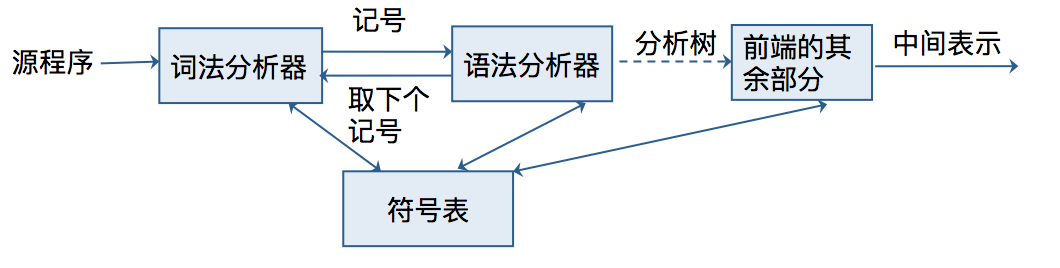 记号
源程序
词法分析器
语法分析器
分析树
前端的其
余部分
中间表示
取下个
记号
符号表